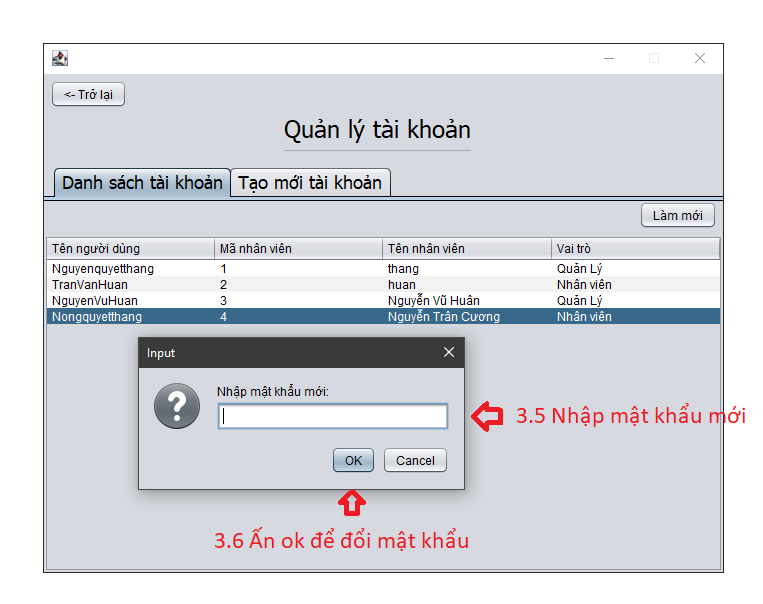 <- Trở lại
Quản lý tài khoản
Danh sách tài khoản Tạo mới tài khoản
Làm mới
Tên người dùng Mã nhân viên Tên nhân viên Vai trò
Nguyenquyetthang 1 thang Quản Lý
TranVanHuan 2 huan Nhân viên
NguyenVuHuan 3 Nguyễn Vũ Huân Quản Lý
Nongquyetthang 4 Nguyễn Trân Cương Nhân viên
Input
Nhập mật khẩu mới:
3.5 Nhập mật khẩu mới
OK Cancel
3.6 Ấn ok để đổi mật khẩu